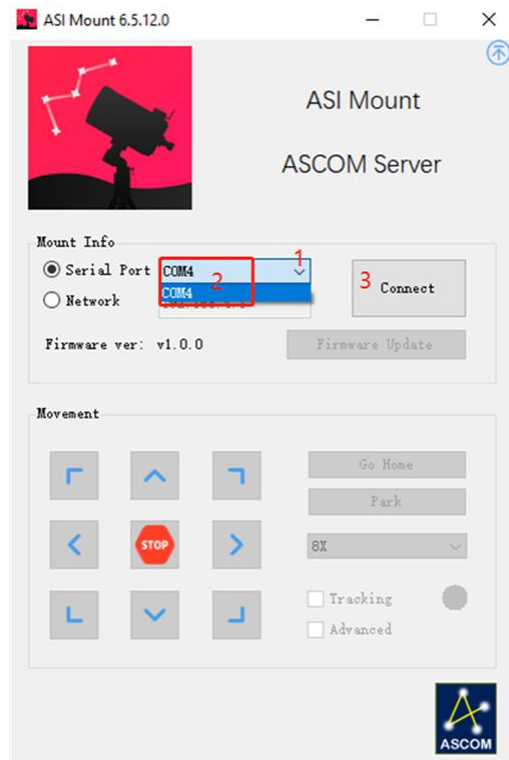 ASI Mount 6.5.12.0
ASI Mount
ASCOM Server
Mount Info
Serial Port COM4 1
COM4 2
3 Connect
Network
Firmware ver: v1.0.0 Firmware Update
Movement
Go Home
Park
STOP 8X
Tracking
Advanced
ASCOM